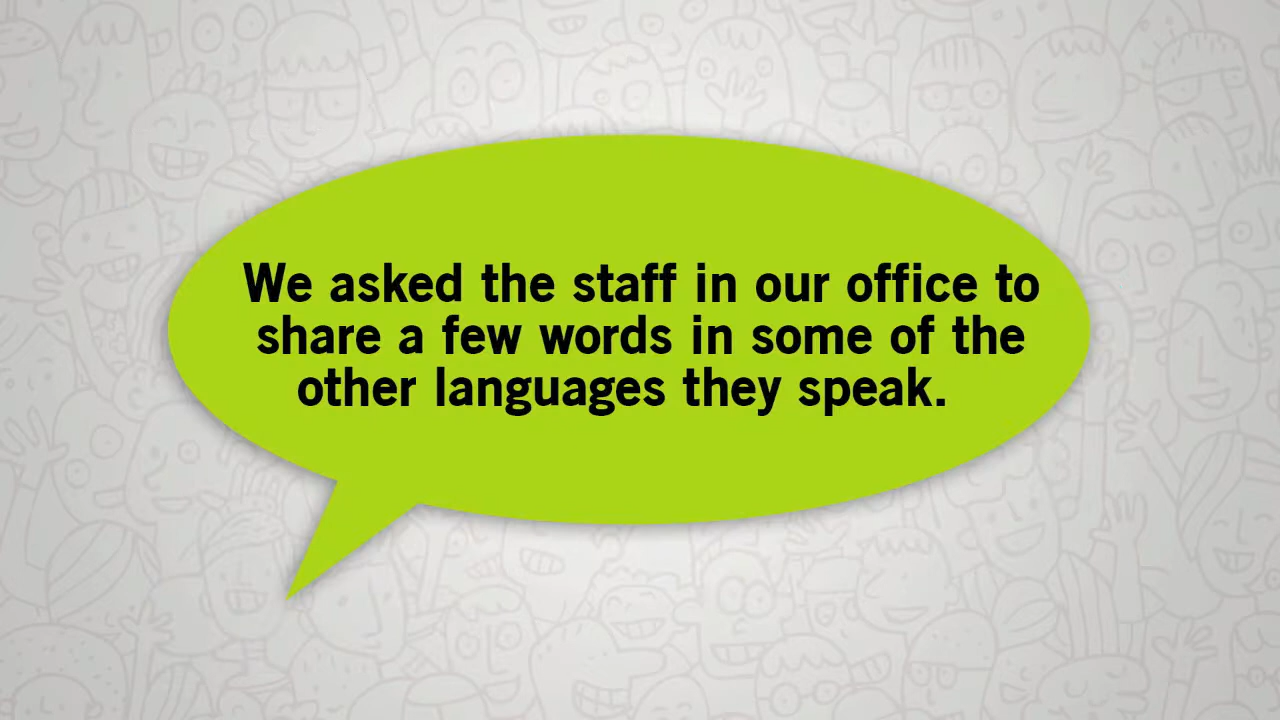 We asked the staff in our office to
share a few words in some of the
other languages they speak.